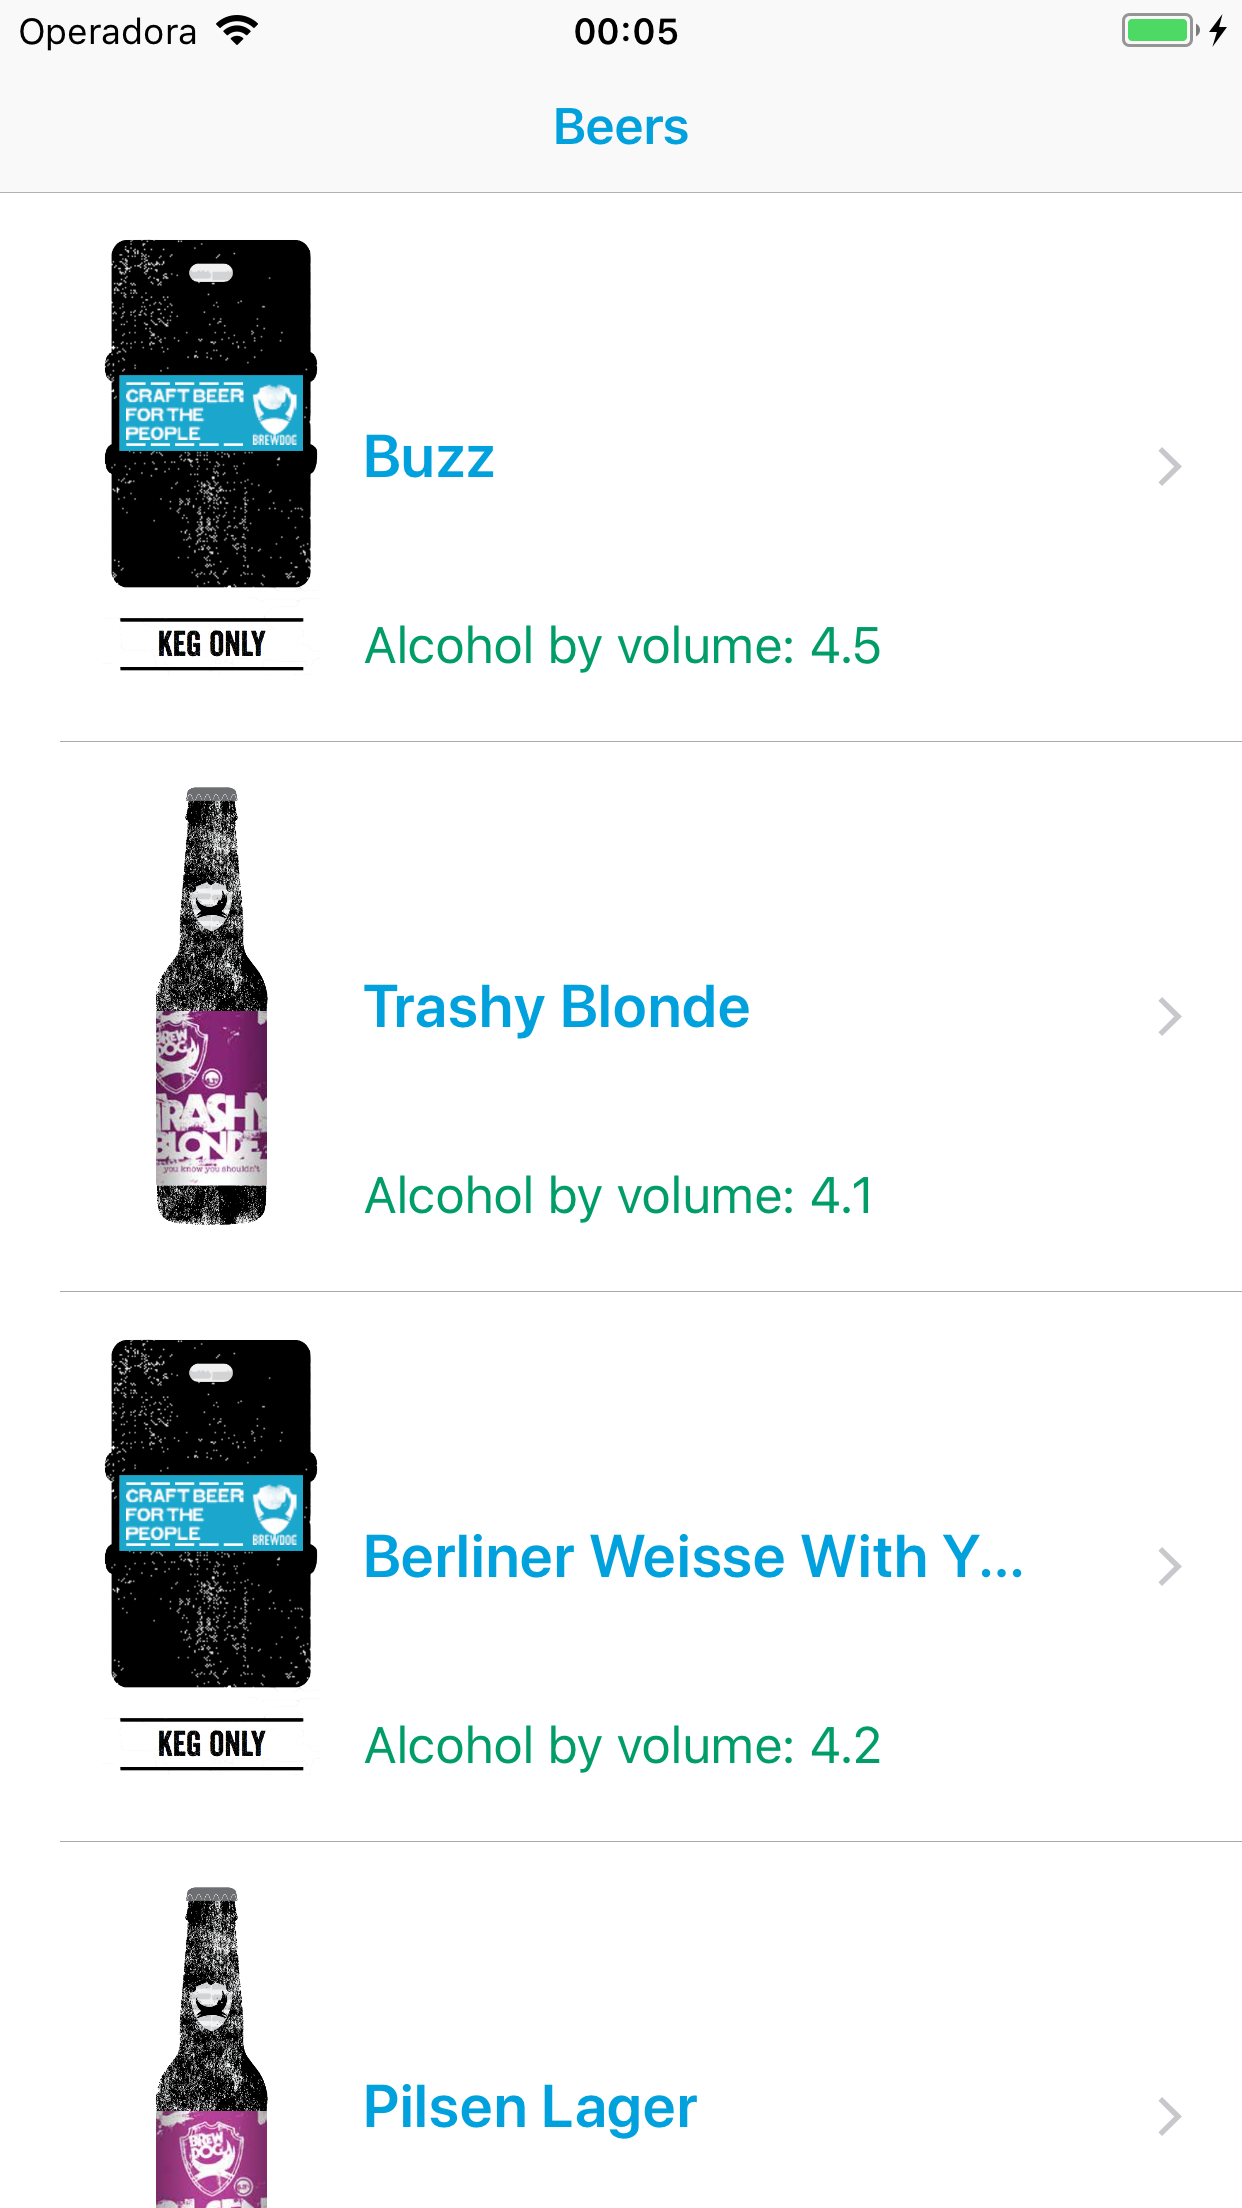 Operadora 00:05
Beers
CRAFT BEER
FOR THE
PEOPLE
BREWDOG
Buzz
KEG ONLY
Alcohol by volume: 4.5
BREW
DOG
Trashy Blonde
TRASHY
BLONDE
you know you shouldn't
Alcohol by volume: 4.1
CRAFT BEER
FOR THE
PEOPLE
BREWDOG
Berliner Weisse With Y...
KEG ONLY
Alcohol by volume: 4.2
Pilsen Lager
BREW
DOG